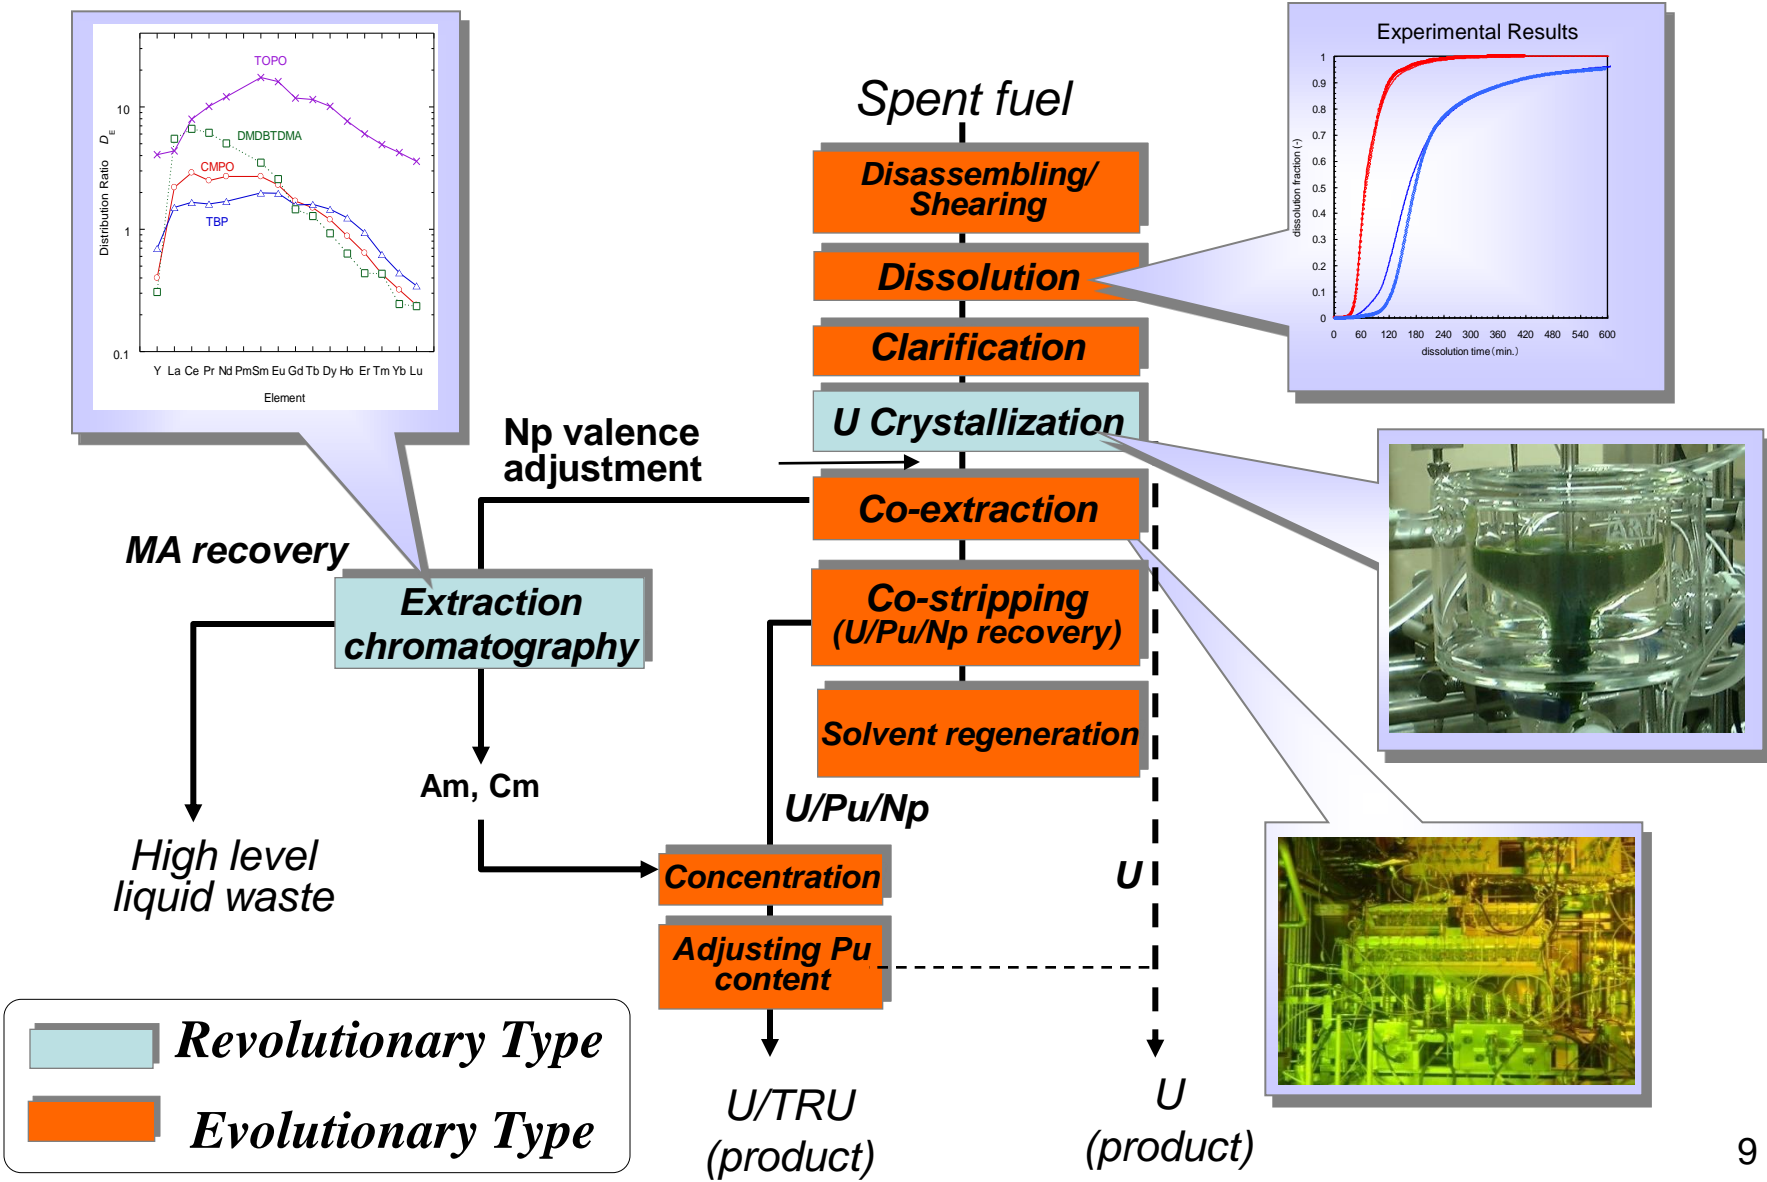 TOPO
DMDBTDMA
CMPO
TBP
10
1
0.1
Distribution Ratio D_E
Y La Ce Pr Nd Pm Sm Eu Gd Tb Dy Ho Er Tm Yb Lu
Element
Experimental Results
1
0.9
0.8
0.7
0.6
0.5
0.4
0.3
0.2
0.1
0
dissolution fraction (-)
0 60 120 180 240 300 360 420 480 540 600
dissolution time (min.)
Spent fuel
Disassembling/
Shearing
Dissolution
Clarification
U Crystallization
Np valence
adjustment
Co-extraction
MA recovery
Extraction
chromatography
Co-stripping
(U/Pu/Np recovery)
Solvent regeneration
Am, Cm
U/Pu/Np
High level
liquid waste
Concentration
U
Adjusting Pu
content
Revolutionary Type
Evolutionary Type
U/TRU
(product)
U
(product)
9